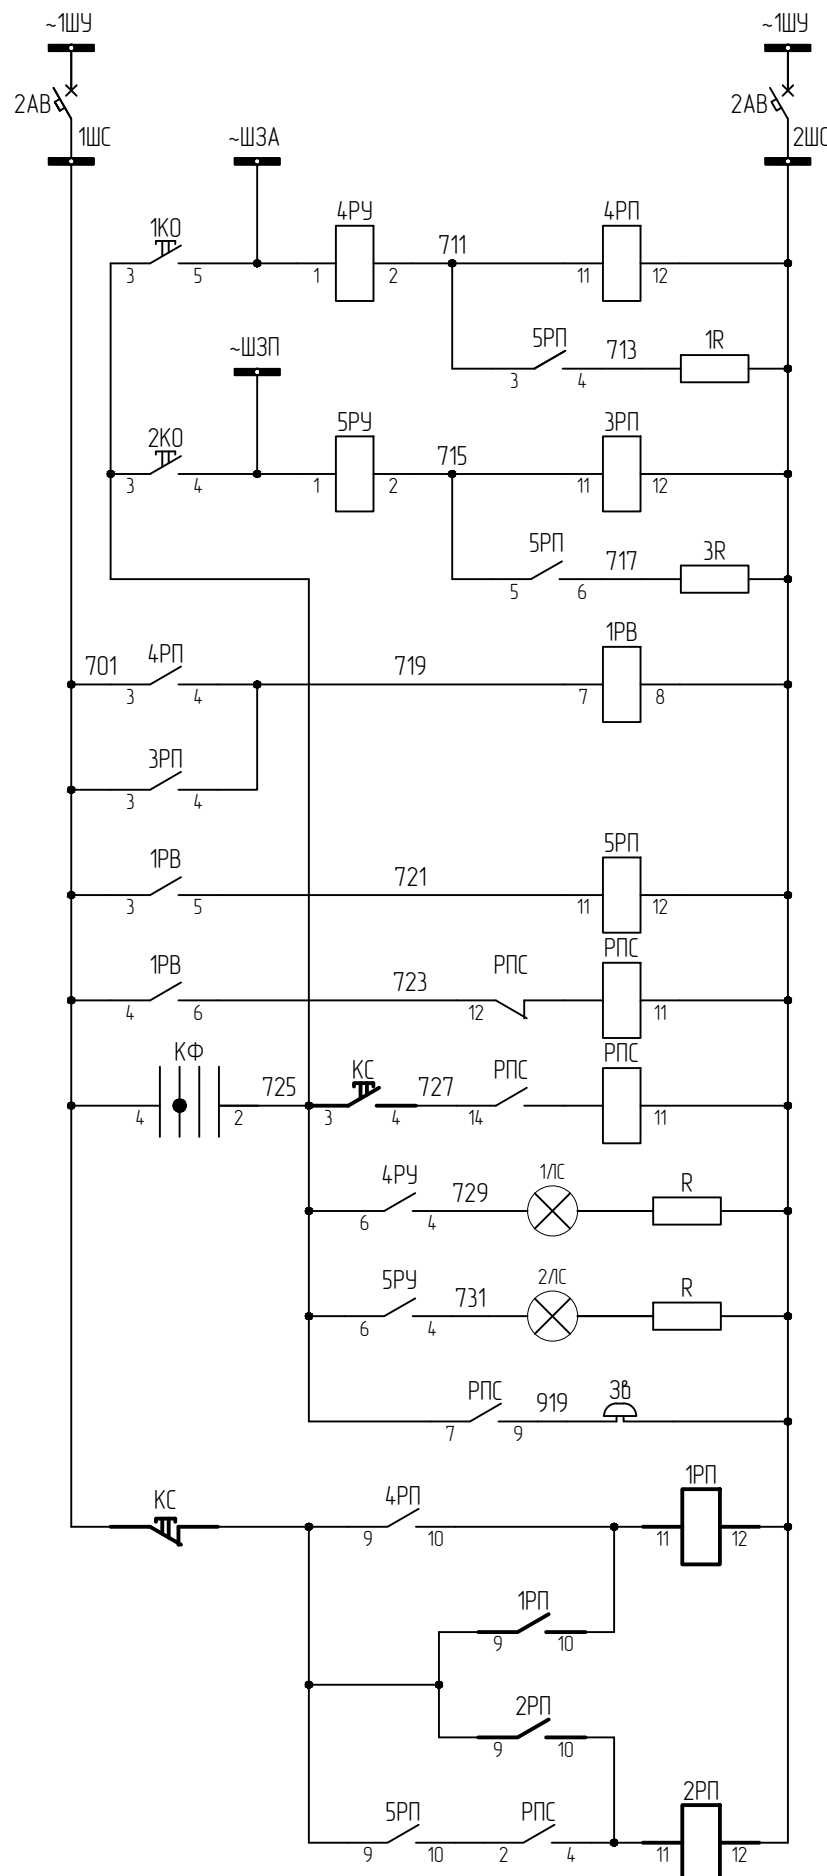 ~1ШУ ~1ШУ
2АВ 2АВ
1ШС ~ШЗА 2ШС
1КО 4РУ 711 4РП
3 5 1 2 11 12
5РП 713 1R
~ШЗП
3 4
2КО 5РУ 715 3РП
3 4 1 2 11 12
5РП 717 3R
5 6
701 4РП 719 1РВ
3 4 7 8
3РП
3 4
1РВ 721 5РП
3 5 11 12
1РВ 723 РПС РПС
4 6 12 11
КФ 725 КС 727 РПС РПС
4 2 3 4 14 11
4РУ 729 1ЛС R
6 4
5РУ 731 2ЛС R
6 4
РПС 919 Зв
7 9
КС 4РП 1РП
9 10 11 12
1РП
9 10
2РП
9 10
5РП РПС 2РП
9 10 2 4 11 12